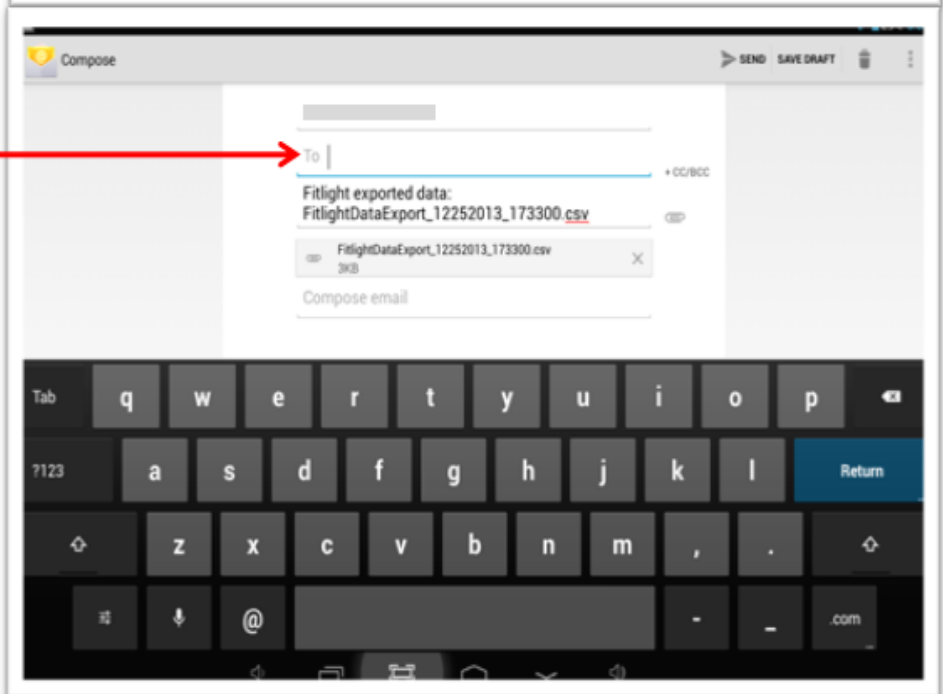 Compose
SEND SAVE DRAFT
To
+ CC/BCC
Fitlight exported data:
FitlightDataExport_12252013_173300.csv
FitlightDataExport_12252013_173300.csv
3KB
Compose email
Tab q w e r t y u i o p
?123 a s d f g h j k l Return
z x c v b n m , .
@ - _ .com